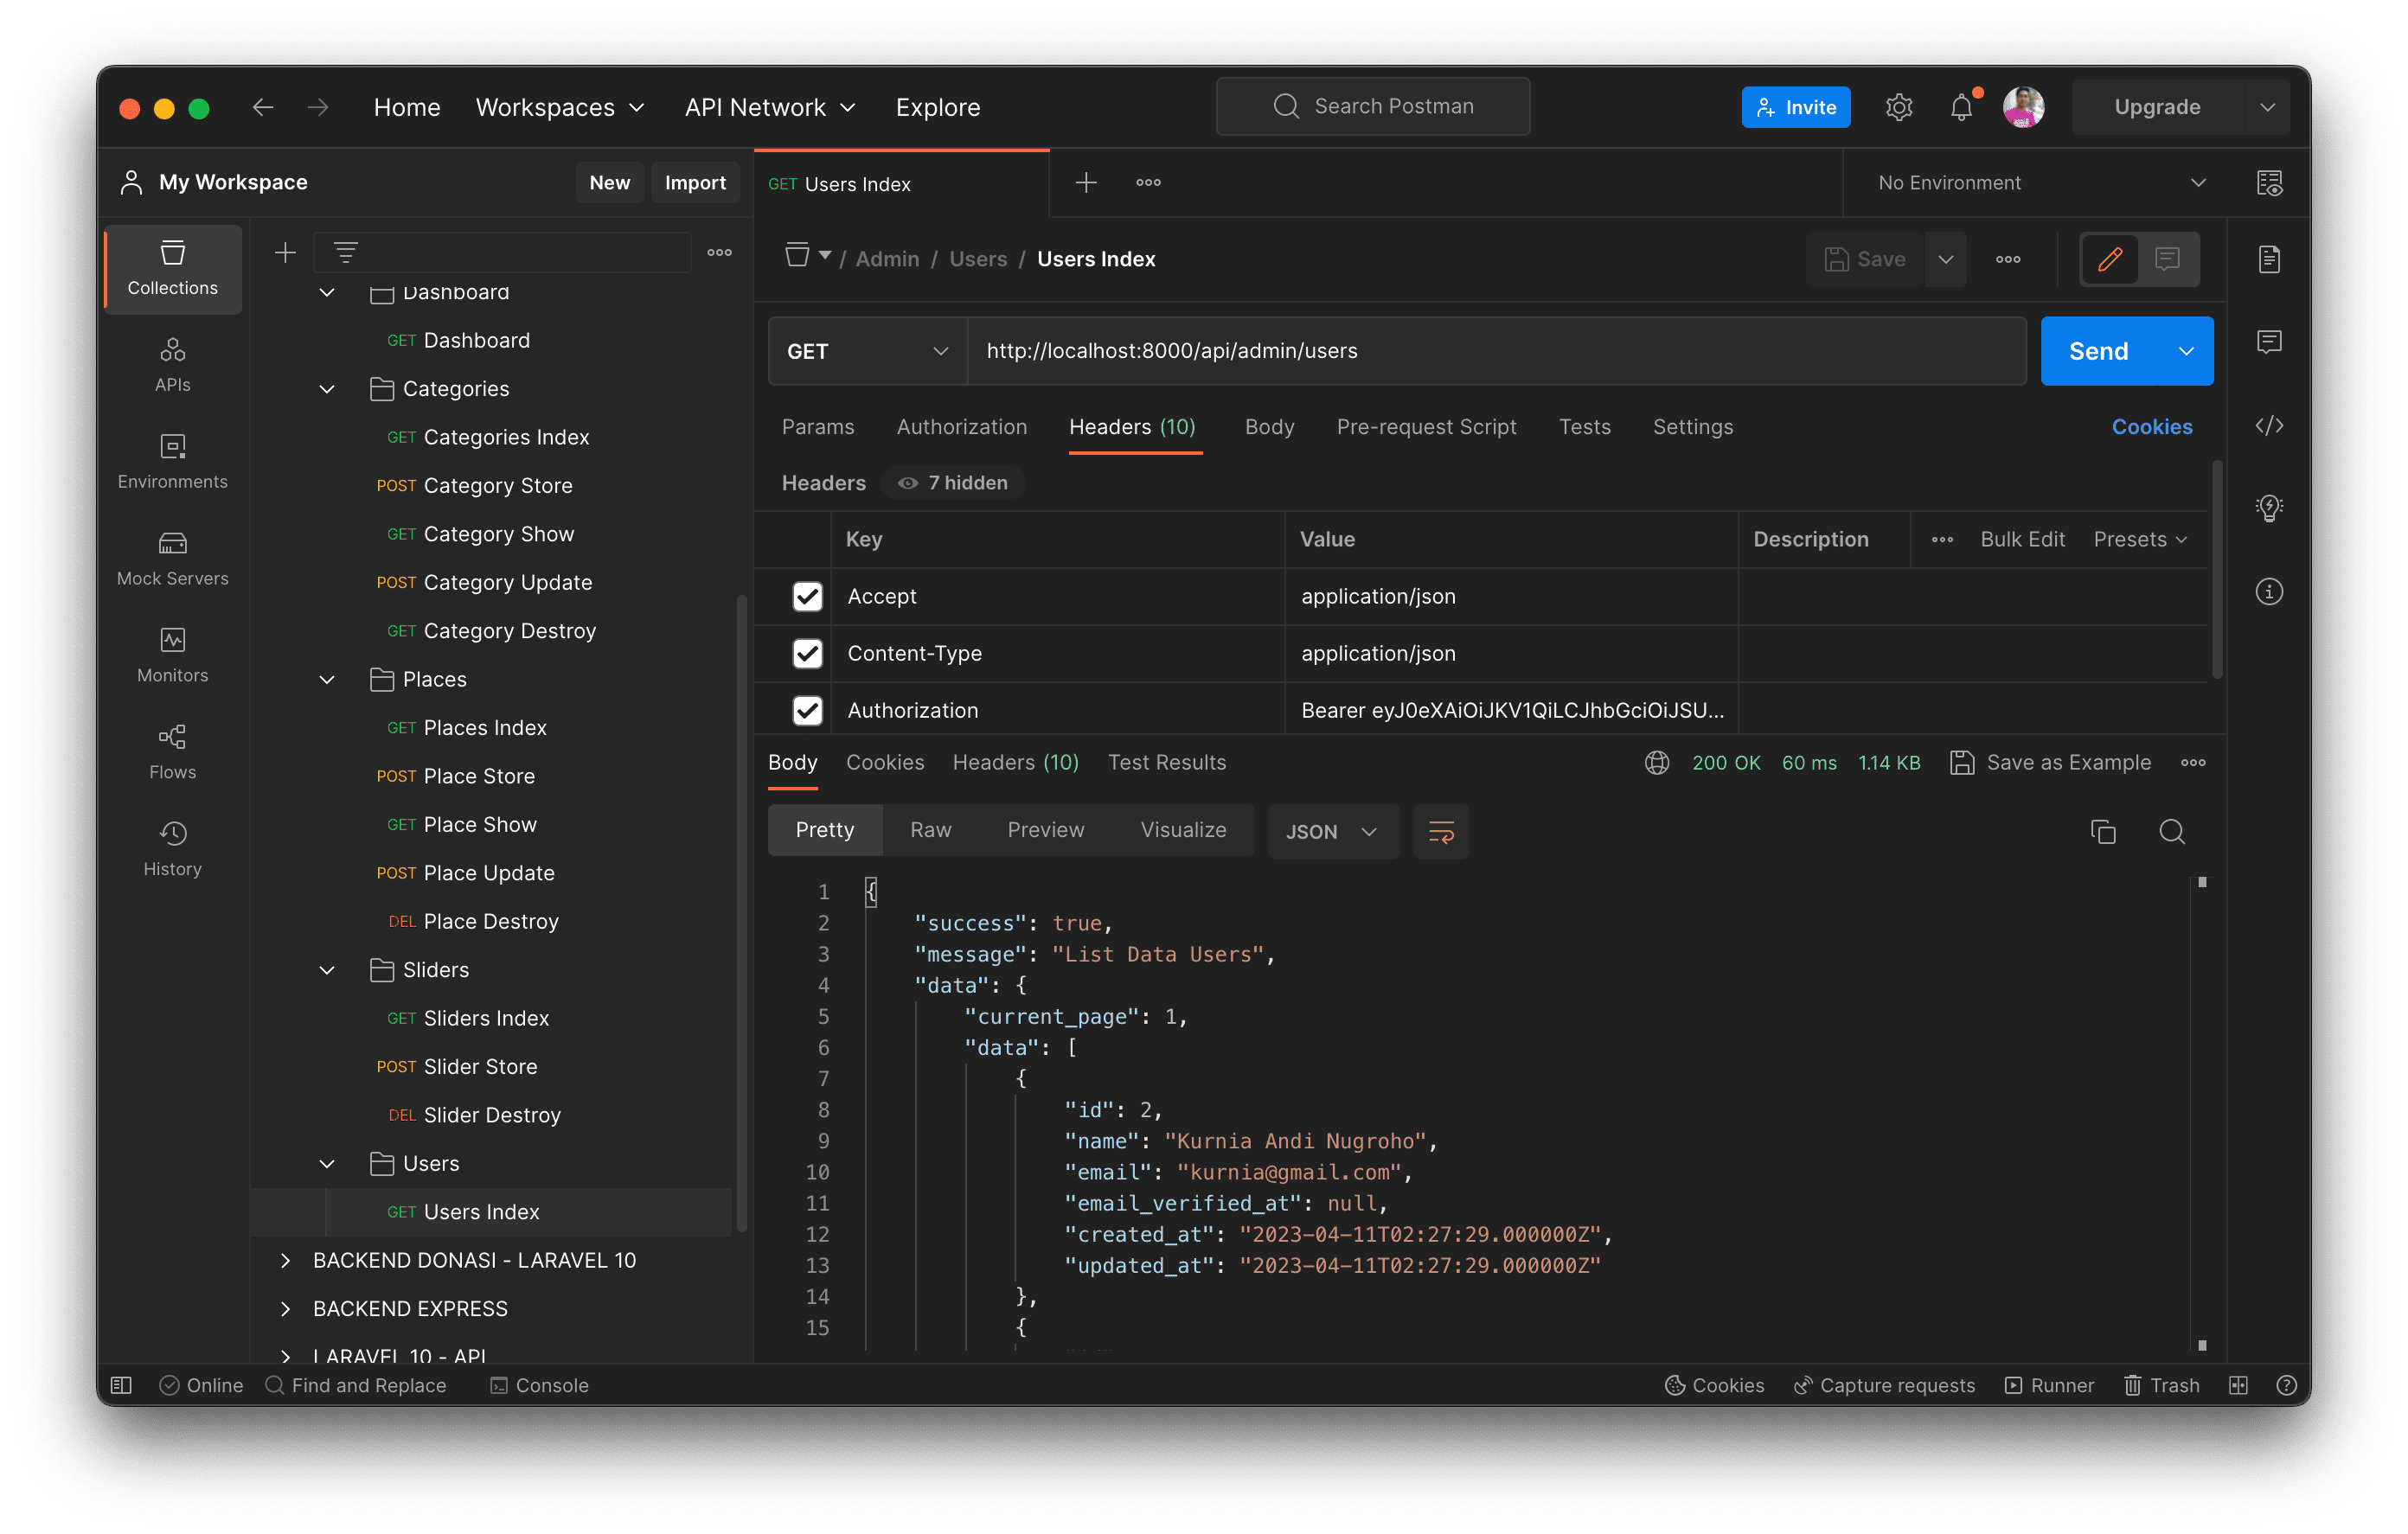 Home Workspaces API Network Explore Search Postman Invite Upgrade
My Workspace New Import
GET Users Index No Environment
Collections
APIs
Environments
Mock Servers
Monitors
Flows
History
Dashboard
GET Dashboard
Categories
GET Categories Index
POST Category Store
GET Category Show
POST Category Update
GET Category Destroy
Places
GET Places Index
POST Place Store
GET Place Show
POST Place Update
DEL Place Destroy
Sliders
GET Sliders Index
POST Slider Store
DEL Slider Destroy
Users
GET Users Index
BACKEND DONASI - LARAVEL 10
BACKEND EXPRESS
LARAVEL 10 - API
/ Admin / Users / Users Index Save
GET http://localhost:8000/api/admin/users Send
Params Authorization Headers (10) Body Pre-request Script Tests Settings Cookies
Headers 7 hidden
Key Value Description Bulk Edit Presets
Accept application/json
Content-Type application/json
Authorization Bearer eyJ0eXAiOiJKV1QiLCJhbGciOiJSU...
Body Cookies Headers (10) Test Results 200 OK 60 ms 1.14 KB Save as Example
Pretty Raw Preview Visualize JSON
1 {
2 "success": true,
3 "message": "List Data Users",
4 "data": {
5 "current_page": 1,
6 "data": [
7 {
8 "id": 2,
9 "name": "Kurnia Andi Nugroho",
10 "email": "kurnia@gmail.com",
11 "email_verified_at": null,
12 "created_at": "2023-04-11T02:27:29.000000Z",
13 "updated_at": "2023-04-11T02:27:29.000000Z"
14 },
15 {
Online Find and Replace Console Cookies Capture requests Runner Trash